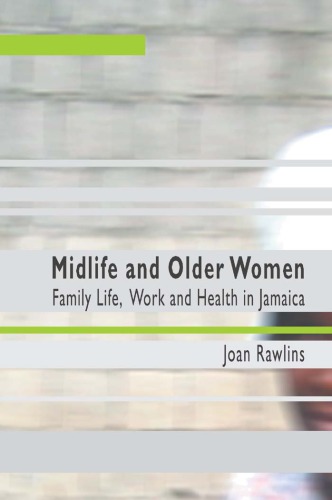 Midlife and Older Women
Family Life, Work and Health in Jamaica
Joan Rawlins